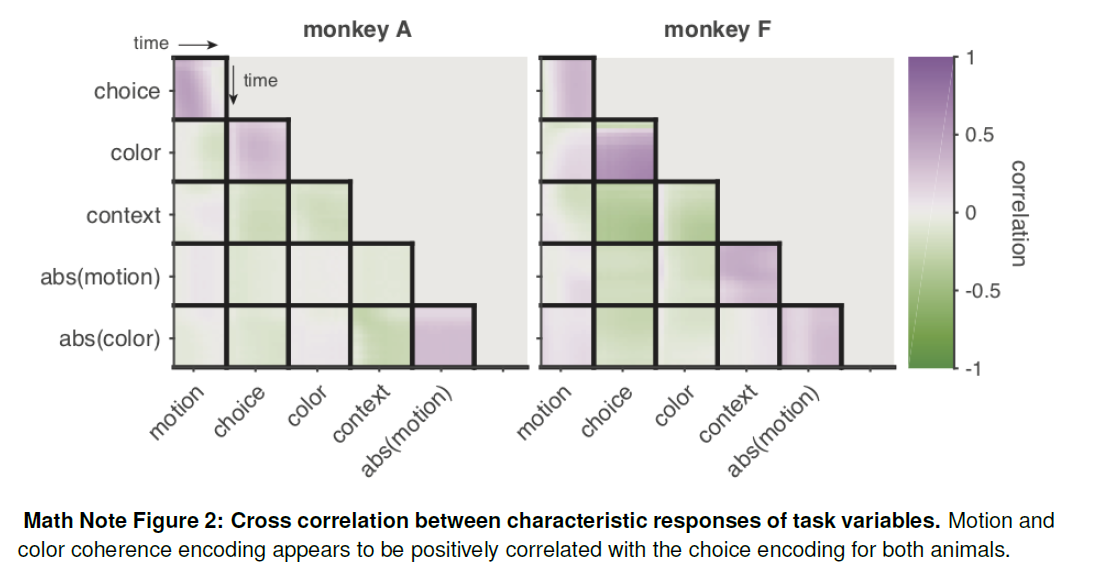 monkey A
monkey F
time
time
choice
color
context
abs(motion)
abs(color)
motion
choice
color
context
abs(motion)
motion
choice
color
context
abs(motion)
1
0.5
0
-0.5
-1
correlation
Math Note Figure 2: Cross correlation between characteristic responses of task variables. Motion and
color coherence encoding appears to be positively correlated with the choice encoding for both animals.